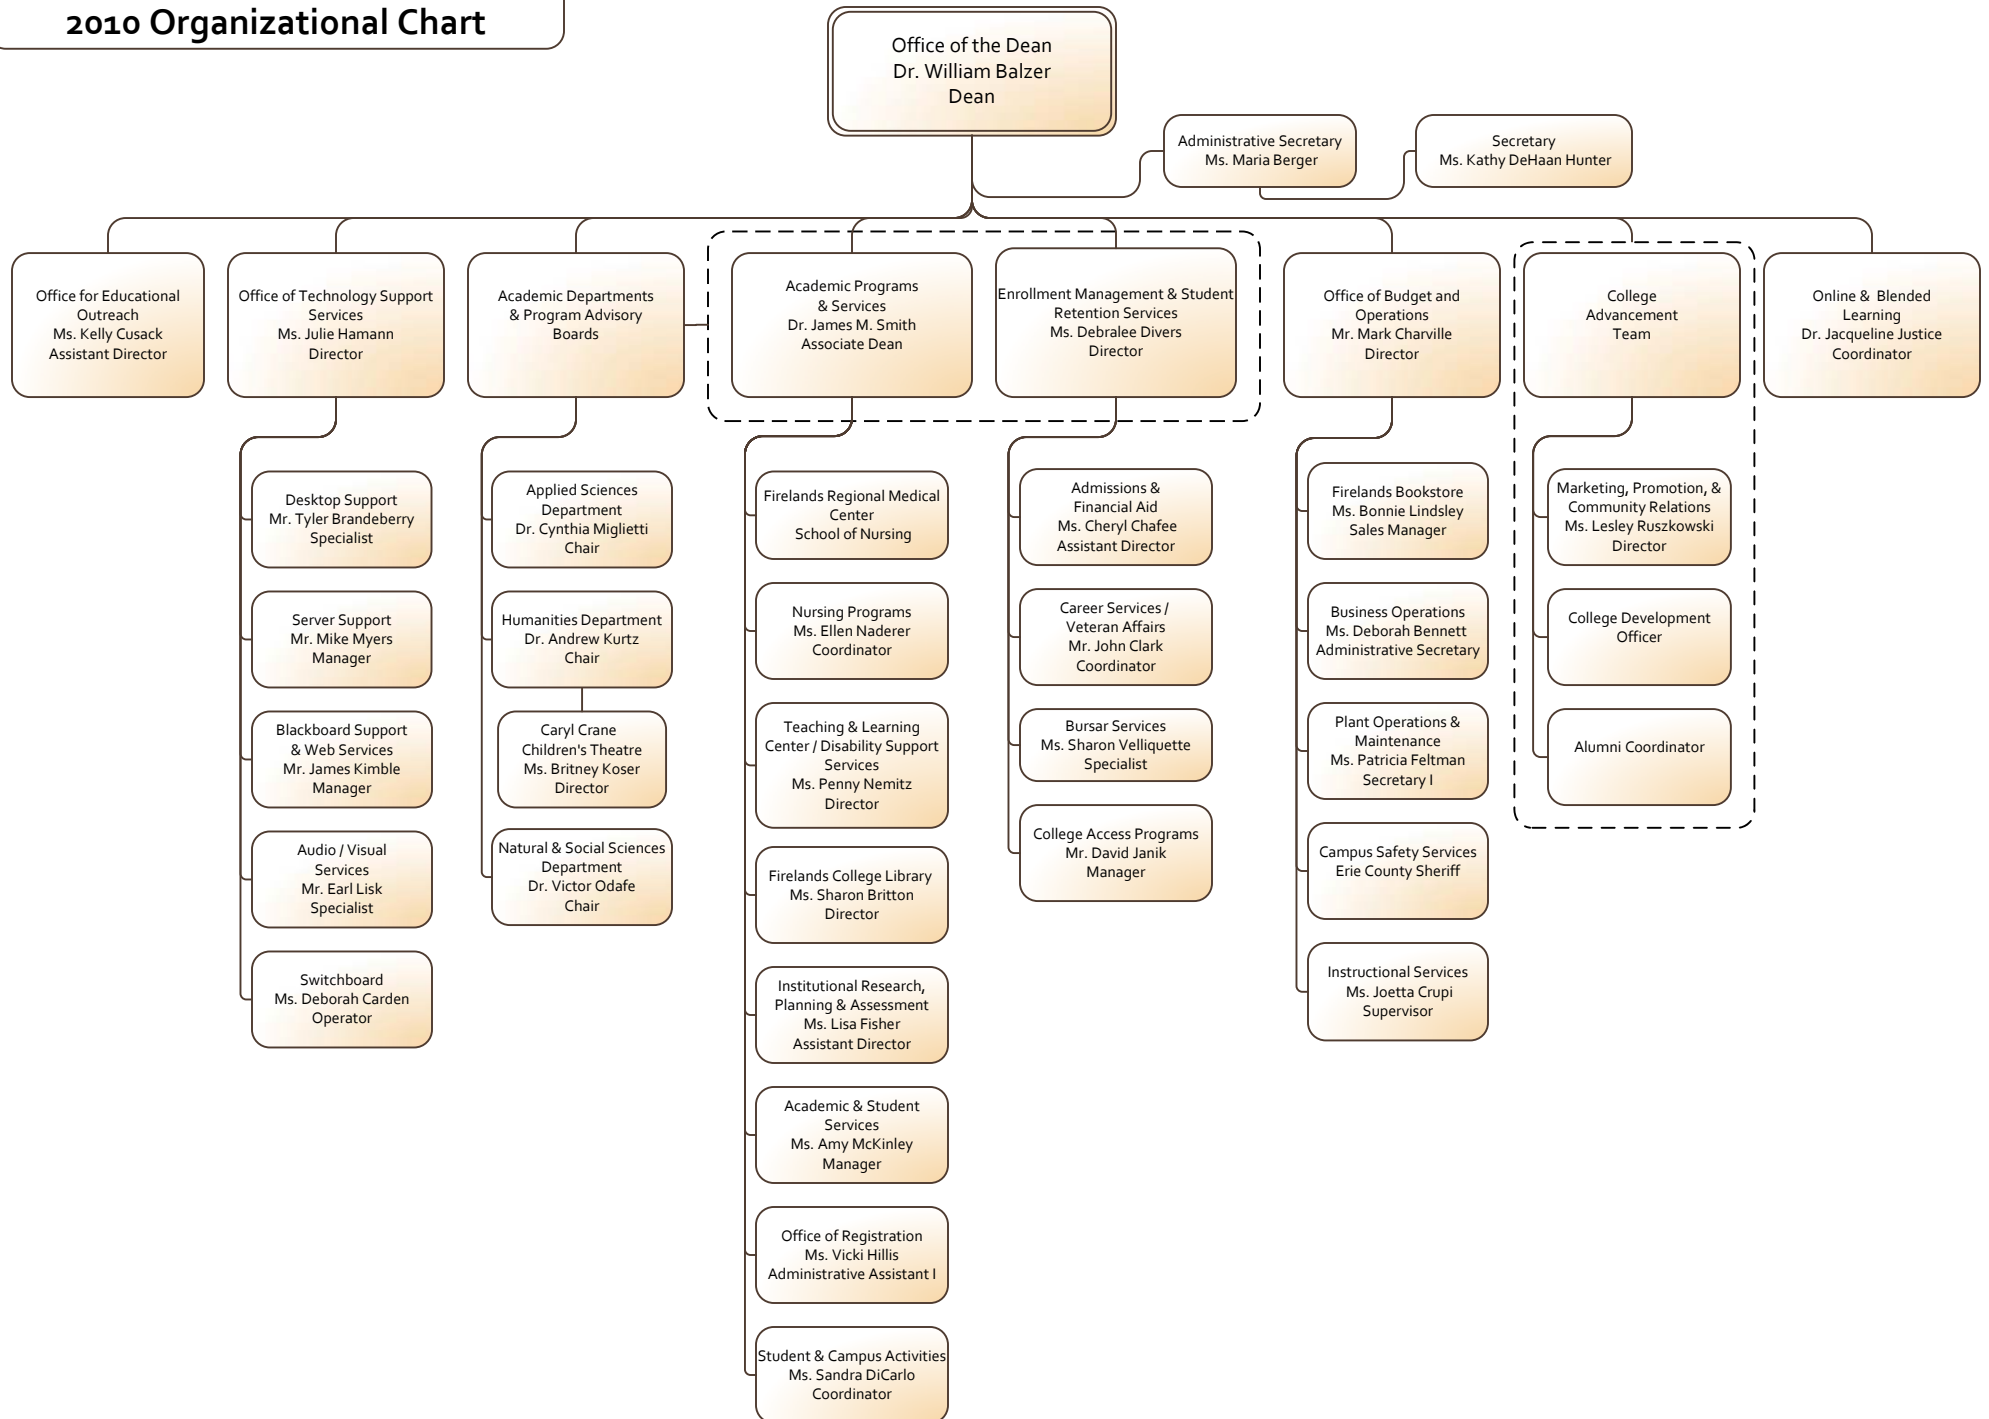 2010 Organizational Chart
Office of the Dean
Dr. William Balzer
Dean
Administrative Secretary
Ms. Maria Berger
Secretary
Ms. Kathy DeHaan Hunter
Office for Educational
Outreach
Ms. Kelly Cusack
Assistant Director
Office of Technology Support
Services
Ms. Julie Hamann
Director
Academic Departments
& Program Advisory
Boards
Academic Programs
& Services
Dr. James M. Smith
Associate Dean
Enrollment Management & Student
Retention Services
Ms. Debralee Divers
Director
Office of Budget and
Operations
Mr. Mark Charville
Director
College
Advancement
Team
Online & Blended
Learning
Dr. Jacqueline Justice
Coordinator
Desktop Support
Mr. Tyler Brandeberry
Specialist
Server Support
Mr. Mike Myers
Manager
Blackboard Support
& Web Services
Mr. James Kimble
Manager
Audio / Visual
Services
Mr. Earl Lisk
Specialist
Switchboard
Ms. Deborah Carden
Operator
Applied Sciences
Department
Dr. Cynthia Miglietti
Chair
Humanities Department
Dr. Andrew Kurtz
Chair
Caryl Crane
Children's Theatre
Ms. Britney Koser
Director
Natural & Social Sciences
Department
Dr. Victor Odafe
Chair
Firelands Regional Medical
Center
School of Nursing
Nursing Programs
Ms. Ellen Naderer
Coordinator
Teaching & Learning
Center / Disability Support
Services
Ms. Penny Nemitz
Director
Firelands College Library
Ms. Sharon Britton
Director
Institutional Research,
Planning & Assessment
Ms. Lisa Fisher
Assistant Director
Academic & Student
Services
Ms. Amy McKinley
Manager
Office of Registration
Ms. Vicki Hillis
Administrative Assistant I
Student & Campus Activities
Ms. Sandra DiCarlo
Coordinator
Admissions &
Financial Aid
Ms. Cheryl Chafee
Assistant Director
Career Services /
Veteran Affairs
Mr. John Clark
Coordinator
Bursar Services
Ms. Sharon Velliquette
Specialist
College Access Programs
Mr. David Janik
Manager
Firelands Bookstore
Ms. Bonnie Lindsley
Sales Manager
Business Operations
Ms. Deborah Bennett
Administrative Secretary
Plant Operations &
Maintenance
Ms. Patricia Feltman
Secretary I
Campus Safety Services
Erie County Sheriff
Instructional Services
Ms. Joetta Crupi
Supervisor
Marketing, Promotion, &
Community Relations
Ms. Lesley Ruszkowski
Director
College Development
Officer
Alumni Coordinator